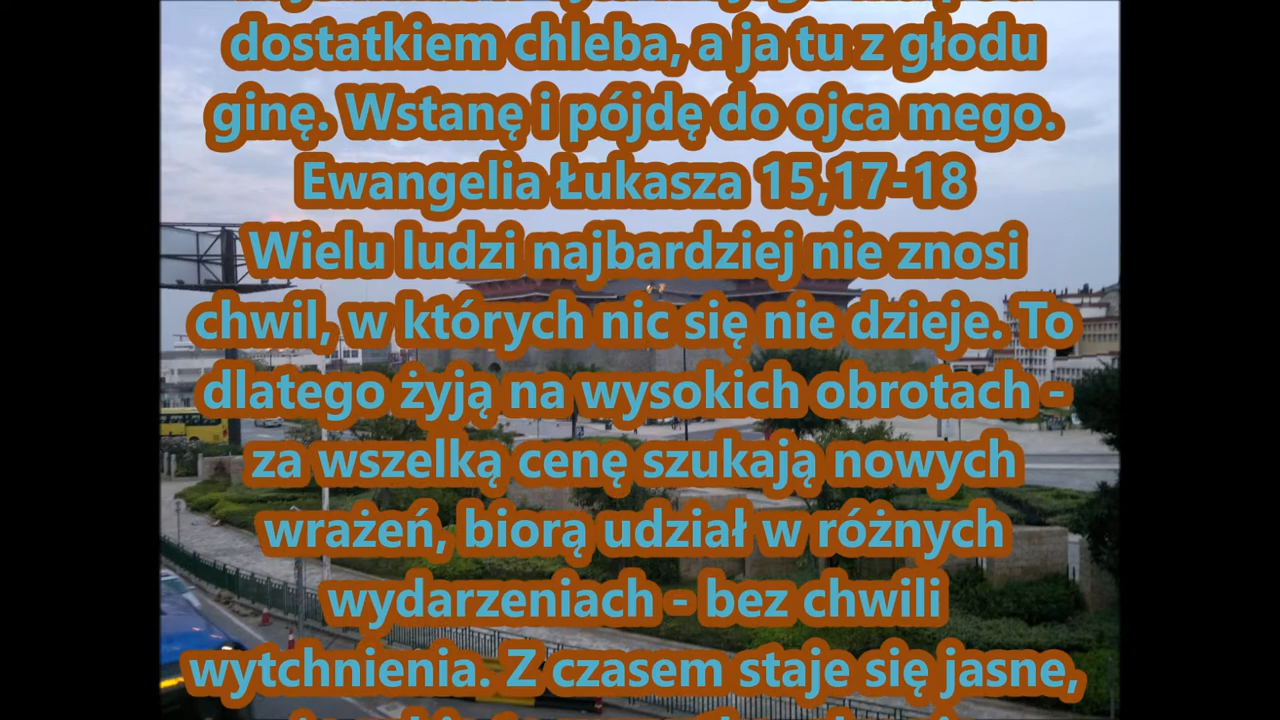 dostatkiem chleba, a ja tu z głodu
ginę. Wstanę i pójdę do ojca mego.
Ewangelia Łukasza 15,17-18
Wielu ludzi najbardziej nie znosi
chwil, w których nic się nie dzieje. To
dlatego żyją na wysokich obrotach -
za wszelką cenę szukają nowych
wrażeń, biorą udział w różnych
wydarzeniach - bez chwili
wytchnienia. Z czasem staje się jasne,